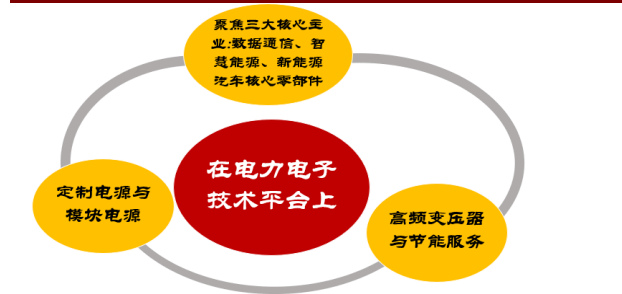 聚焦三大核心主
业:数据通信、智
慧能源、新能源
汽车核心零部件
在电力电子
技术平台上
定制电源与
模块电源
高频变压器
与节能服务